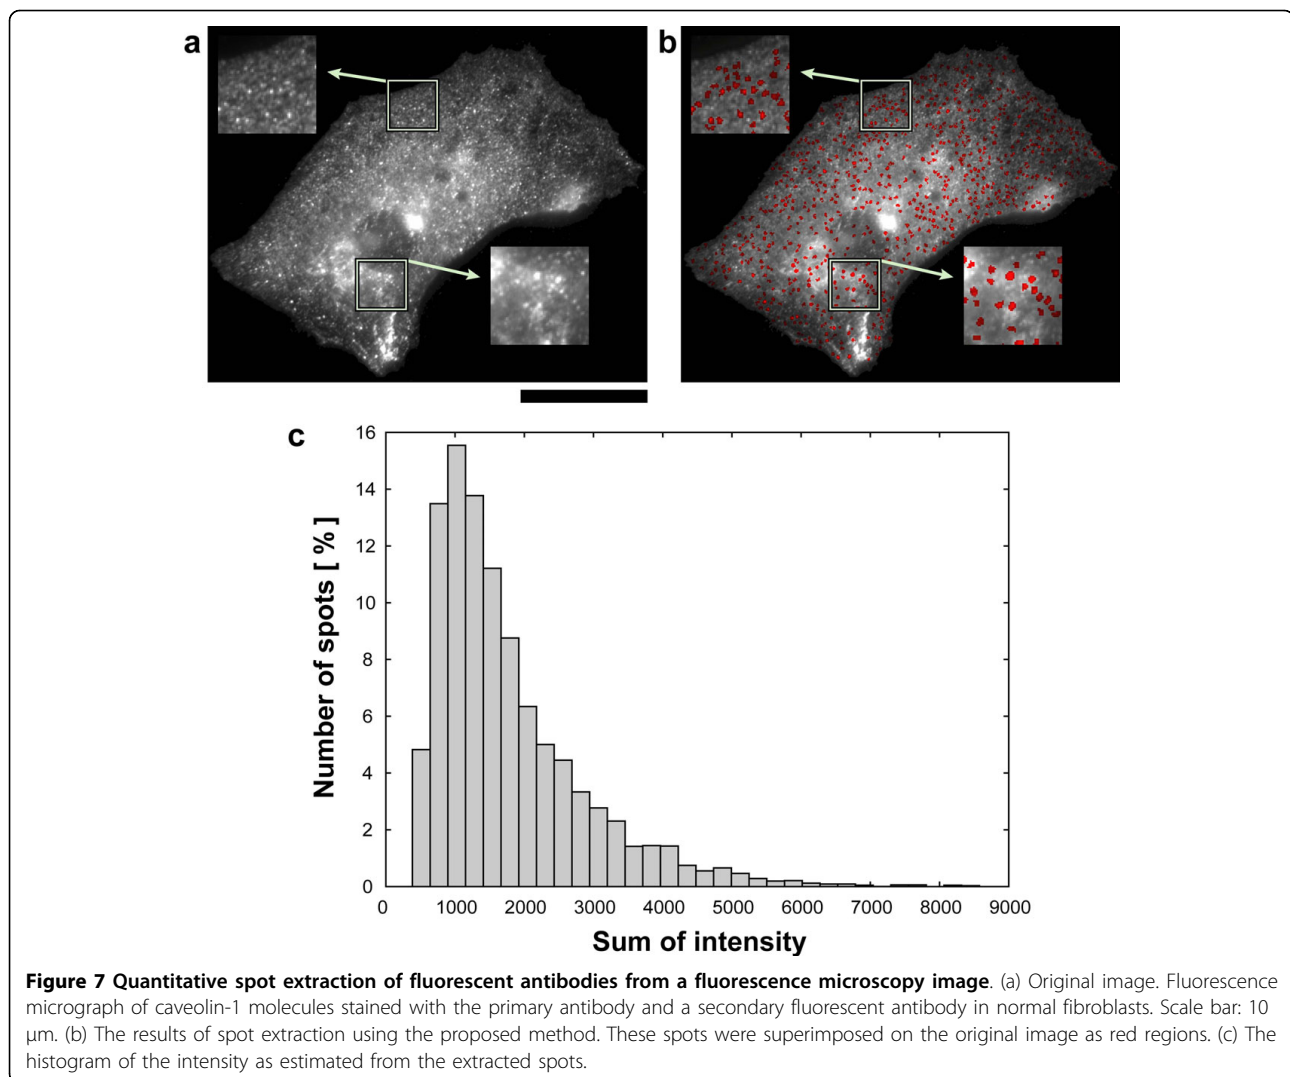 a
b
c
16
14
12
10
8
6
4
2
0
Number of spots [ % ]
0 1000 2000 3000 4000 5000 6000 7000 8000 9000
Sum of intensity
Figure 7 Quantitative spot extraction of fluorescent antibodies from a fluorescence microscopy image. (a) Original image. Fluorescence
micrograph of caveolin-1 molecules stained with the primary antibody and a secondary fluorescent antibody in normal fibroblasts. Scale bar: 10
μm. (b) The results of spot extraction using the proposed method. These spots were superimposed on the original image as red regions. (c) The
histogram of the intensity as estimated from the extracted spots.